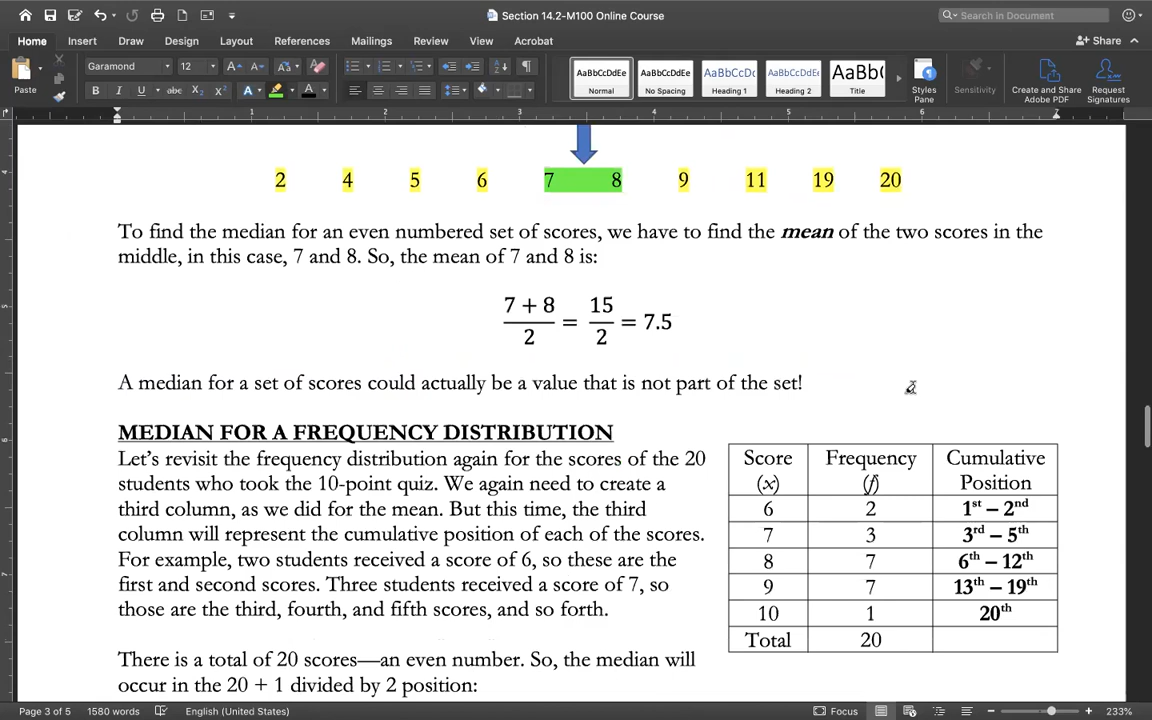 Section 14.2-M100 Online Course
Search in Document
Home Insert Draw Design Layout References Mailings Review View Acrobat
Share
Paste
Garamond 12
AaBbCcDdEe AaBbCcDdEe AaBbCcDc AaBbCcDdEe AaBb(
Normal No Spacing Heading 1 Heading 2 Title
Styles Pane
Sensitivity
Create and Share Adobe PDF
Request Signatures
2 4 5 6 7 8 9 11 19 20
To find the median for an even numbered set of scores, we have to find the mean of the two scores in the
middle, in this case, 7 and 8. So, the mean of 7 and 8 is:
7 + 8 / 2 = 15 / 2 = 7.5
A median for a set of scores could actually be a value that is not part of the set!
MEDIAN FOR A FREQUENCY DISTRIBUTION
Let's revisit the frequency distribution again for the scores of the 20
students who took the 10-point quiz. We again need to create a
third column, as we did for the mean. But this time, the third
column will represent the cumulative position of each of the scores.
For example, two students received a score of 6, so these are the
first and second scores. Three students received a score of 7, so
those are the third, fourth, and fifth scores, and so forth.
There is a total of 20 scores—an even number. So, the median will
occur in the 20 + 1 divided by 2 position:
Score (x) Frequency (f) Cumulative Position
6 2 1st – 2nd
7 3 3rd – 5th
8 7 6th – 12th
9 7 13th – 19th
10 1 20th
Total 20
Page 3 of 5 1580 words English (United States) Focus 233%